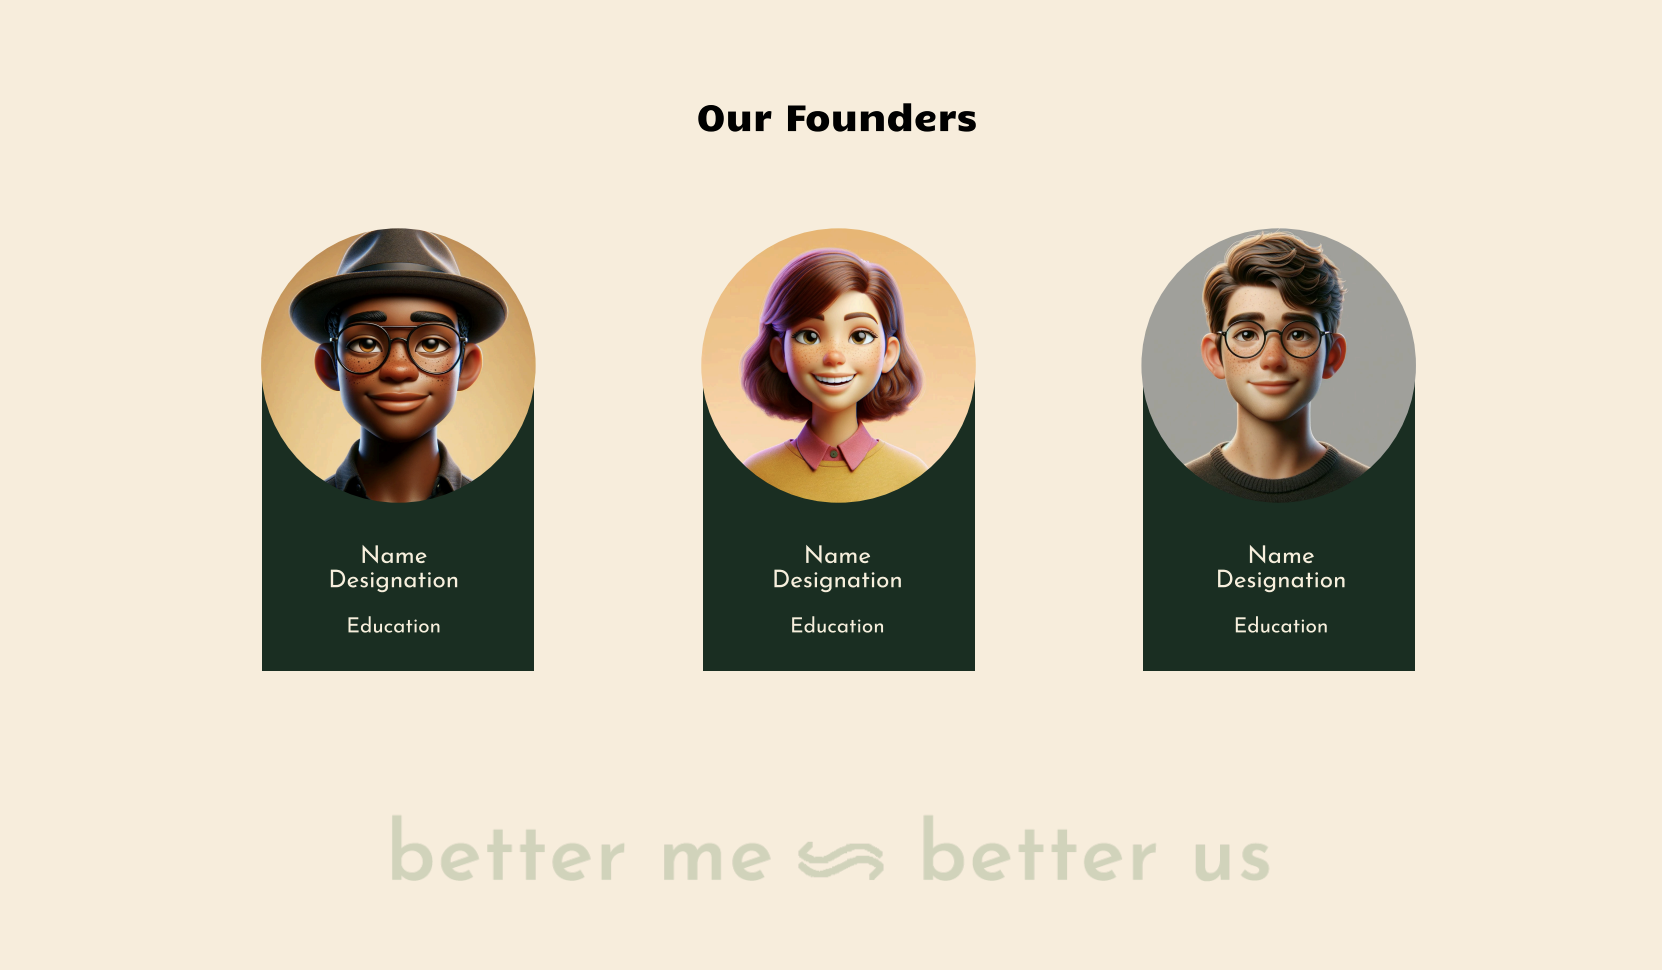 Our Founders
Name
Designation
Education
Name
Designation
Education
Name
Designation
Education
better me better us